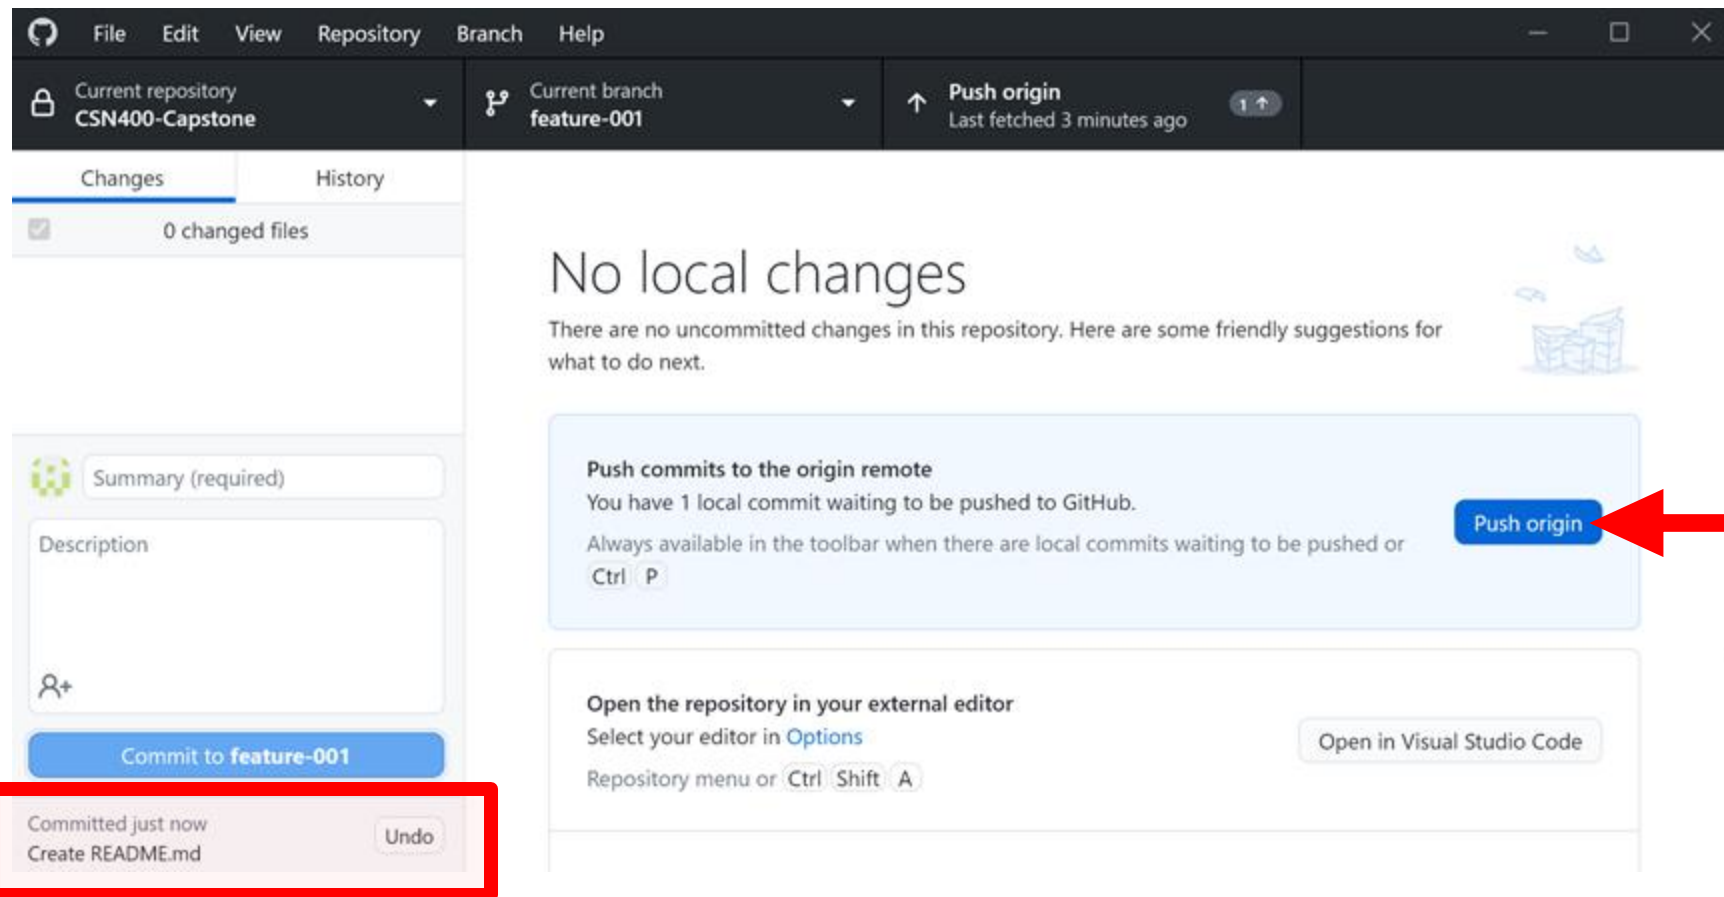 File Edit View Repository Branch Help
Current repository
CSN400-Capstone
Current branch
feature-001
Push origin
Last fetched 3 minutes ago
1
Changes
History
0 changed files
No local changes
There are no uncommitted changes in this repository. Here are some friendly suggestions for
what to do next.
Push commits to the origin remote
You have 1 local commit waiting to be pushed to GitHub.
Always available in the toolbar when there are local commits waiting to be pushed or
Ctrl P
Push origin
Open the repository in your external editor
Select your editor in Options
Repository menu or Ctrl Shift A
Open in Visual Studio Code
Summary (required)
Description
Commit to feature-001
Committed just now
Create README.md
Undo